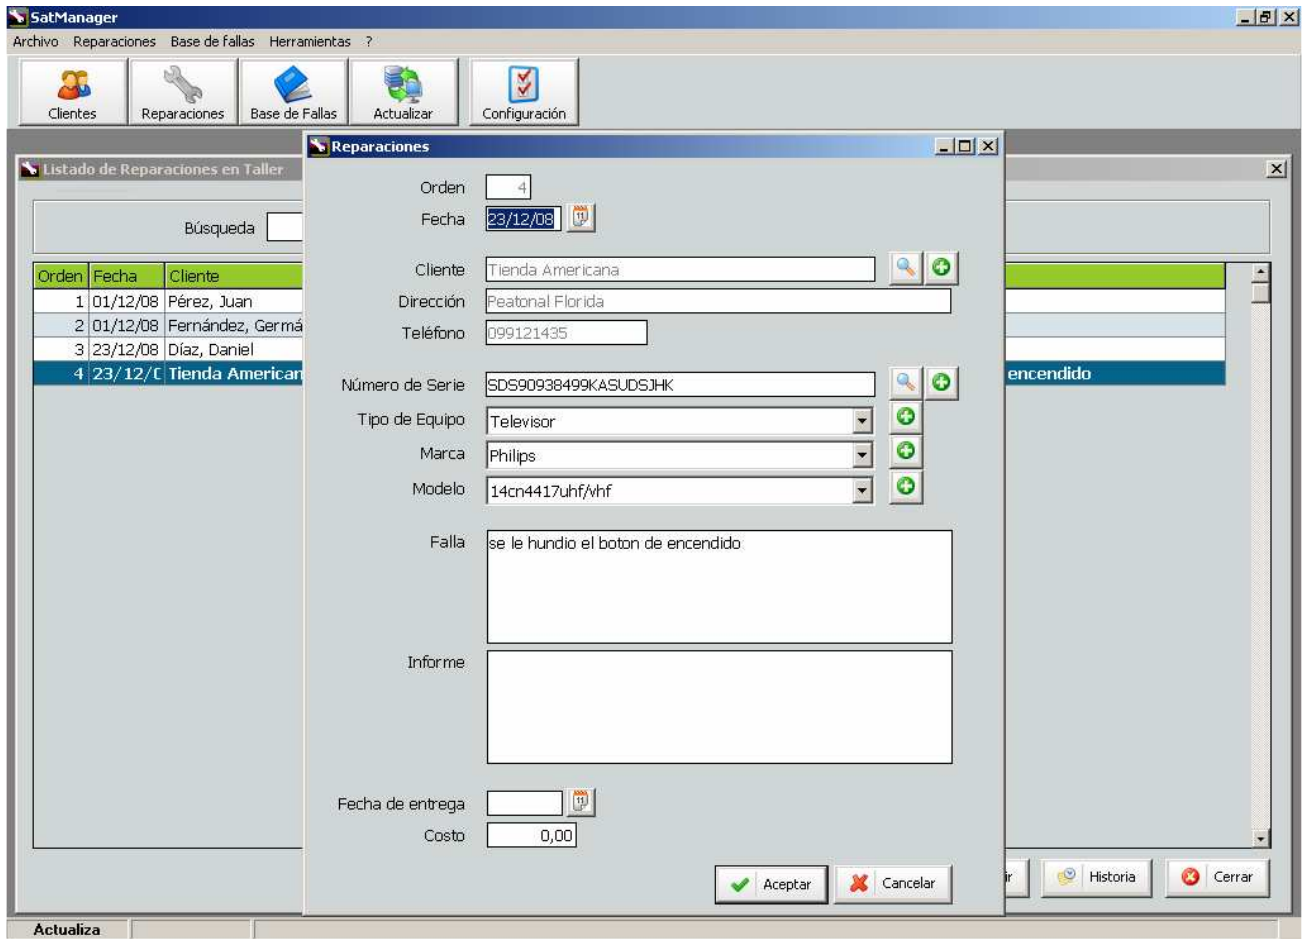 SatManager
Archivo Reparaciones Base de fallas Herramientas ?
Clientes Reparaciones Base de Fallas Actualizar Configuración
Reparaciones
Listado de Reparaciones en Taller
Orden 4
Fecha 23/12/08
Búsqueda
Orden Fecha Cliente
1 01/12/08 Pérez, Juan
2 01/12/08 Fernández, Germá
3 23/12/08 Díaz, Daniel
4 23/12/0 Tienda American encendido
Cliente Tienda Americana
Dirección Peatonal Florida
Teléfono 099121435
Número de Serie SDS90938499KASUDSJHK
Tipo de Equipo Televisor
Marca Philips
Modelo 14cn4417uhf/vhf
Falla se le hundio el boton de encendido
Informe
Fecha de entrega
Costo 0,00
Aceptar Cancelar
ir Historia Cerrar
Actualiza